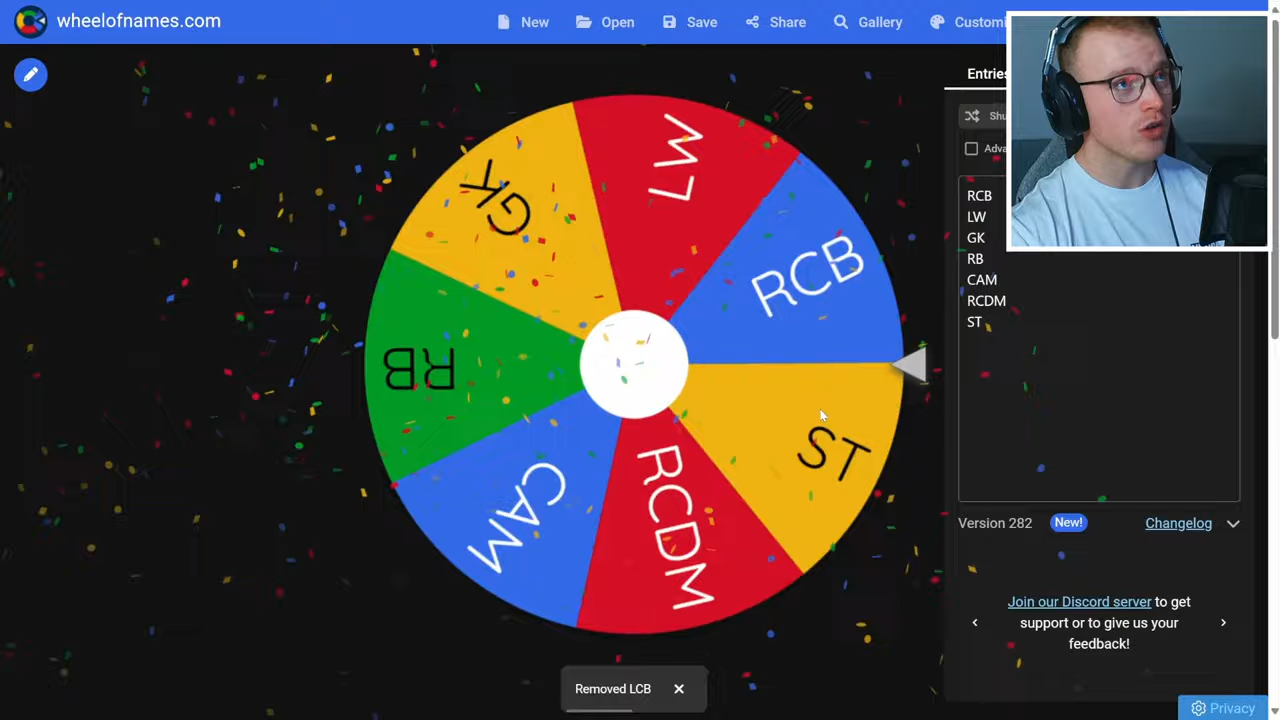 wheelofnames.com
New
Open
Save
Share
Gallery
Customi
Entries
Shu
Adva
RCB
LW
GK
RB
CAM
RCDM
ST
LW
RCB
GK
RB
ST
CAM
RCDM
Version 282
New!
Changelog
Join our Discord server to get
support or to give us your
feedback!
Removed LCB
Privacy